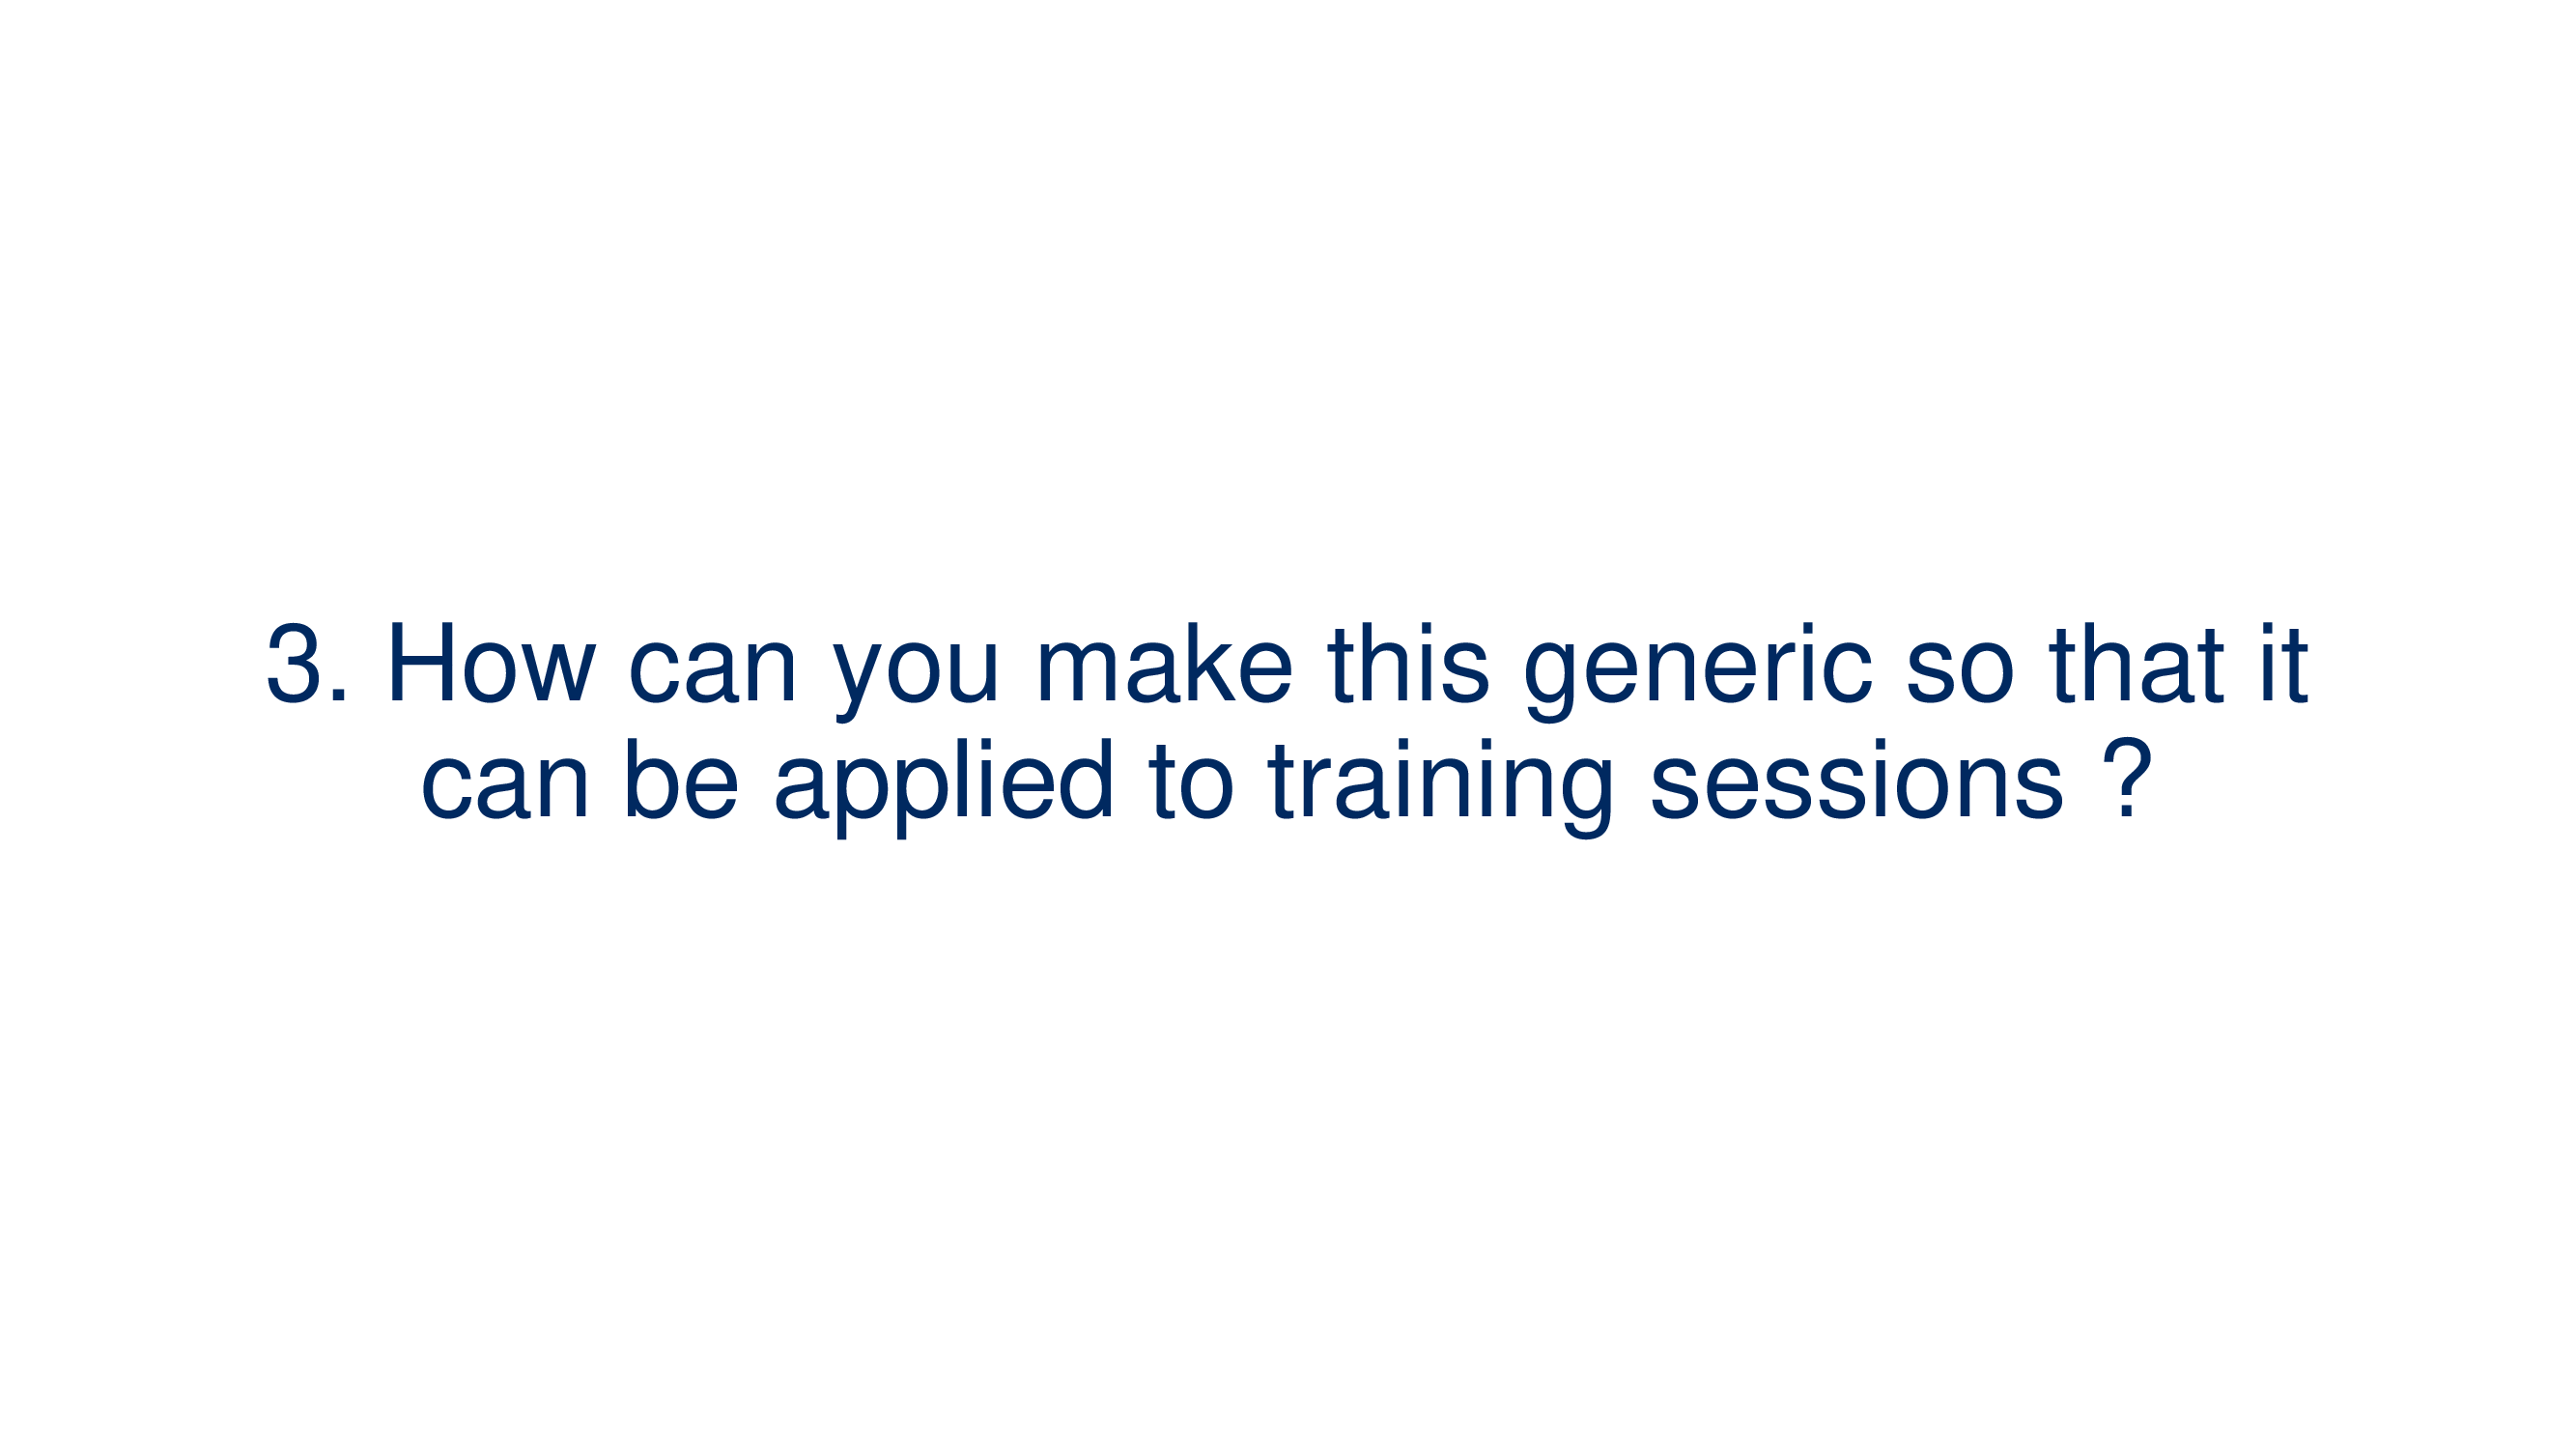 3. How can you make this generic so that it
can be applied to training sessions ?